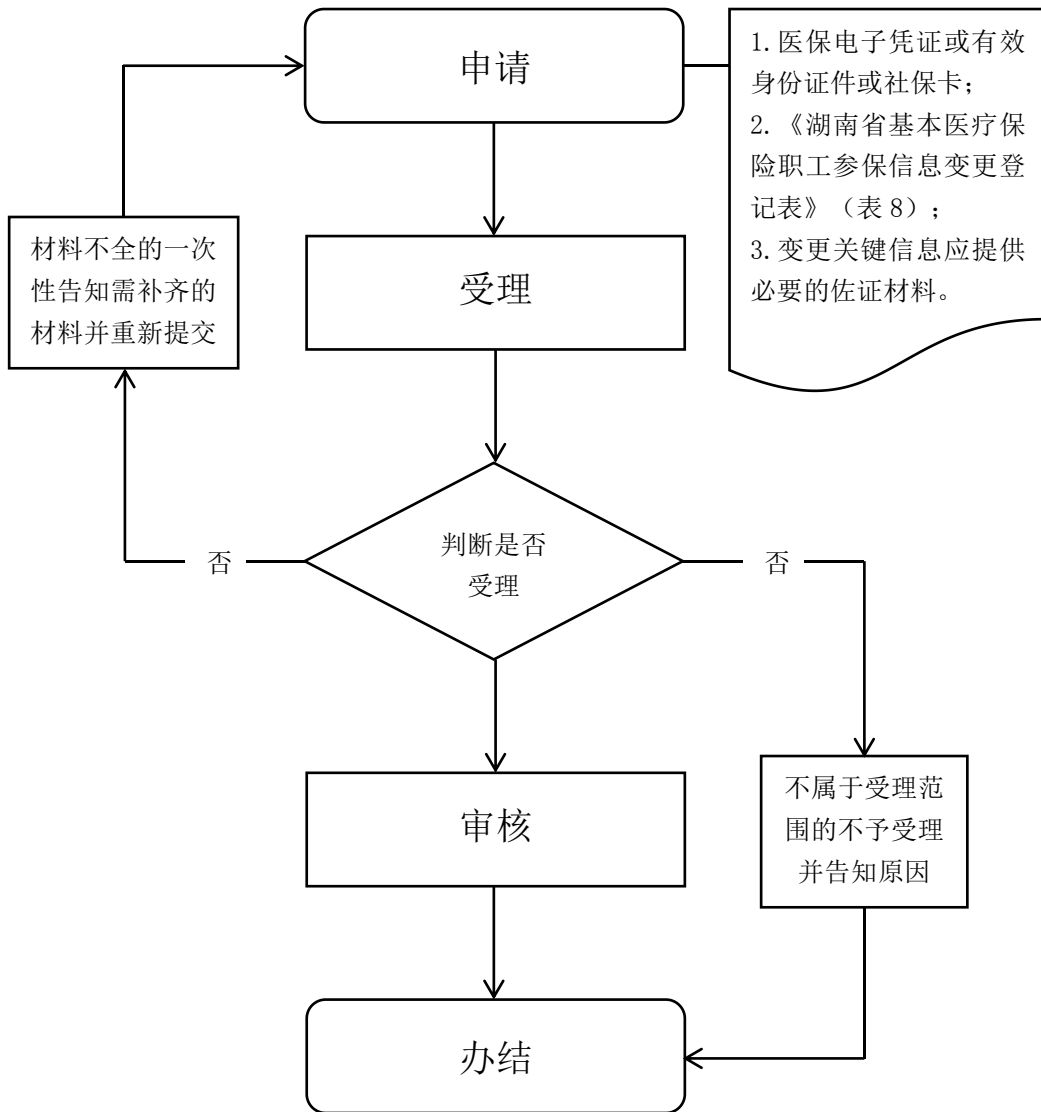 申请
1.医保电子凭证或有效
身份证件或社保卡；
2.《湖南省基本医疗保
险职工参保信息变更登
记表》（表8）；
3.变更关键信息应提供
必要的佐证材料。
材料不全的一次
性告知需补齐的
材料并重新提交
受理
判断是否
受理
否
否
审核
不属于受理范
围的不予受理
并告知原因
办结